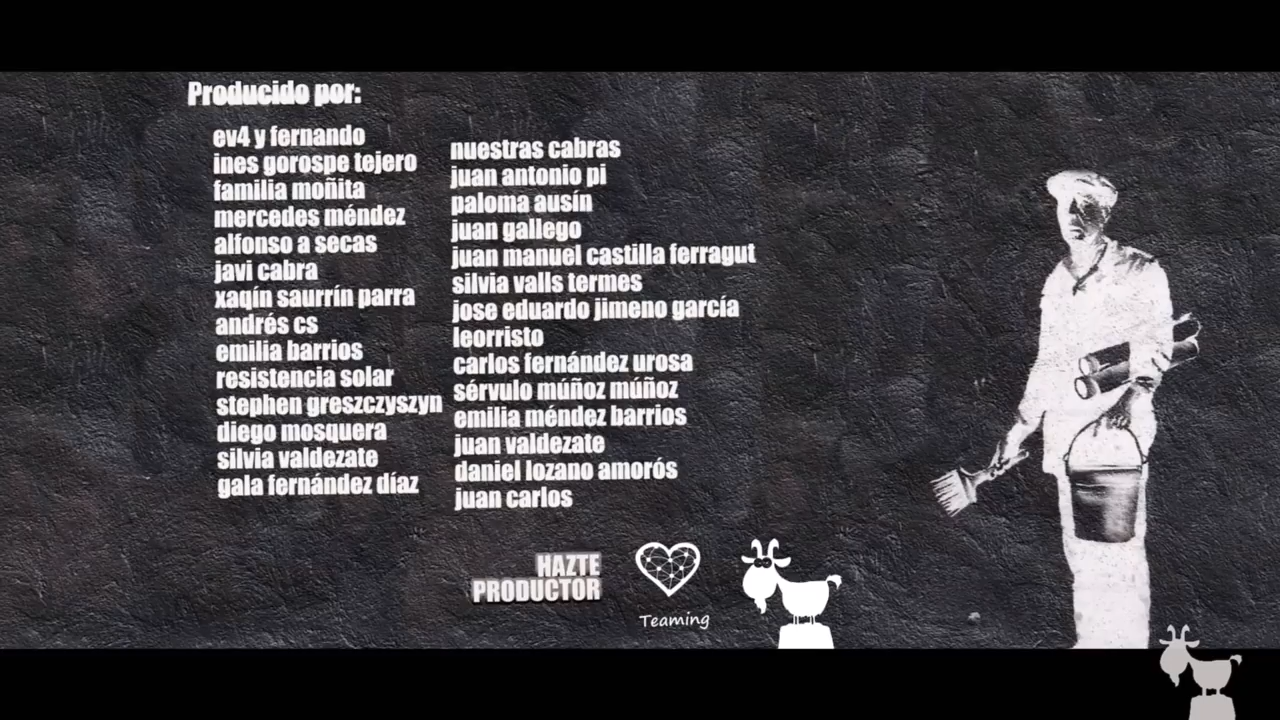 Producido por:
ev4 y fernando
ines gorospe tejero
familia moñita
mercedes méndez
alfonso a secas
javi cabra
xaqín saurrín parra
andrés cs
emilia barrios
resistencia solar
stephen greszczyszyn
diego mosquera
silvia valdezate
gala fernández díaz
nuestras cabras
juan antonio pi
paloma ausín
juan gallego
juan manuel castilla ferragut
silvia valls termes
jose eduardo jimeno garcía
leorristo
carlos fernández urosa
sérvulo múñoz múñoz
emilia méndez barrios
juan valdezate
daniel lozano amorós
juan carlos
HAZTE
PRODUCTOR
Teaming